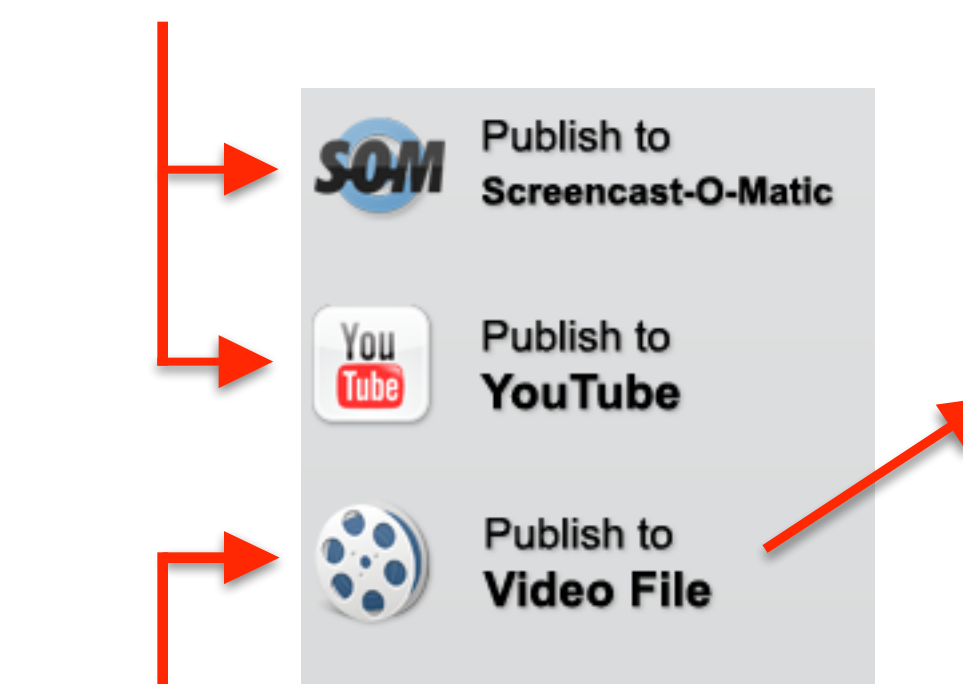 SOM
Publish to
Screencast-O-Matic
You
Tube
Publish to
YouTube
Publish to
Video File